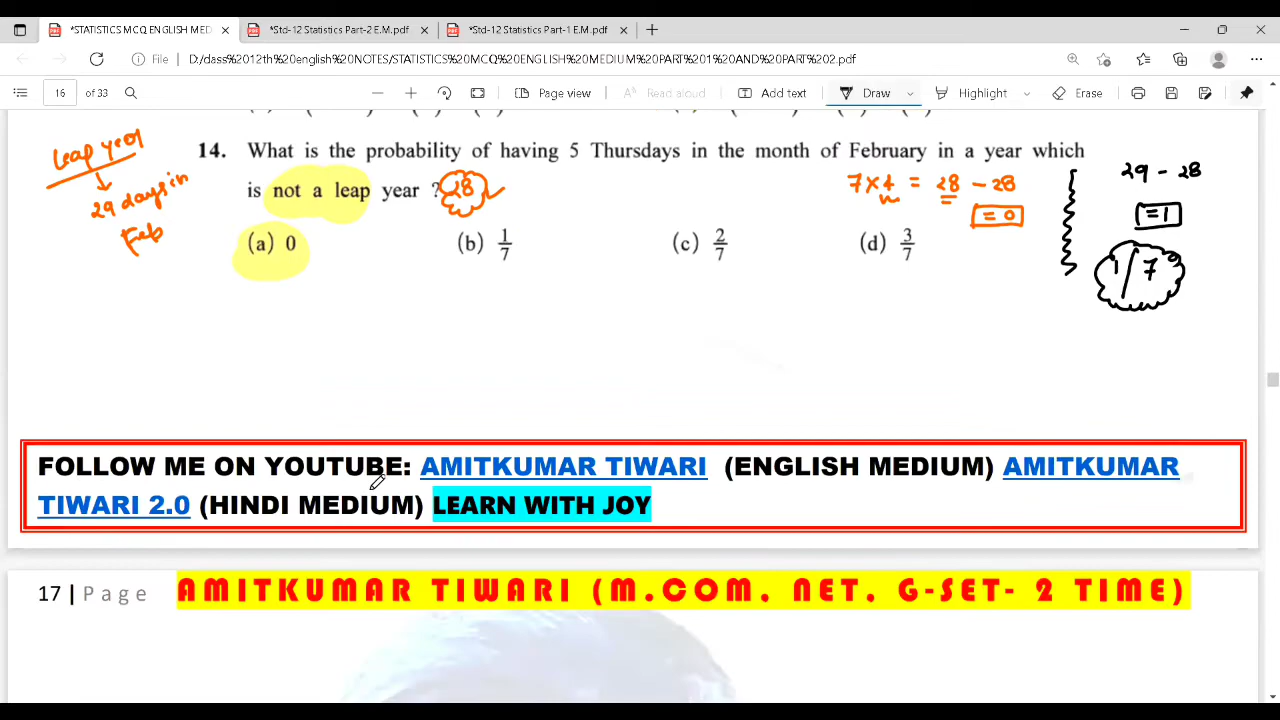 *STATISTICS MCQ ENGLISH MED
*Std-12 Statistics Part-2 E.M.pdf
*Std-12 Statistics Part-1 E.M.pdf
File | D:/class%2012th%20english%20NOTES/STATISTICS%20MCQ%20ENGLISH%20MEDIUM%20PART%201%20AND%20PART%202.pdf
16 of 33
Page view
Read aloud
Add text
Draw
Highlight
Erase
14. What is the probability of having 5 Thursdays in the month of February in a year which
is not a leap year ?
28
(a) 0 (b) 1/7 (c) 2/7 (d) 3/7
leap year
29 days in
Feb
7 x 4 = 28 - 28
= 0
29 - 28
= 1
1/7
FOLLOW ME ON YOUTUBE: AMITKUMAR TIWARI (ENGLISH MEDIUM) AMITKUMAR
TIWARI 2.0 (HINDI MEDIUM) LEARN WITH JOY
17 | Page AMITKUMAR TIWARI (M.COM. NET. G-SET- 2 TIME)